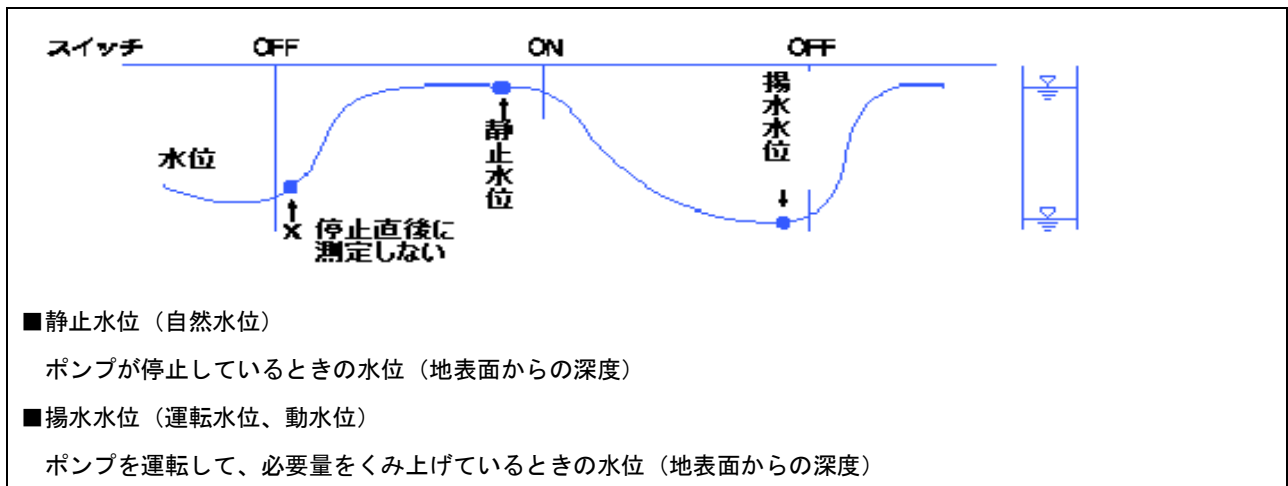 スイッチ OFF ON OFF
水位
× 停止直後に
測定しない
静止水位
揚水水位
■静止水位（自然水位）
ポンプが停止しているときの水位（地表面からの深度）
■揚水水位（運転水位、動水位）
ポンプを運転して、必要量をくみ上げているときの水位（地表面からの深度）